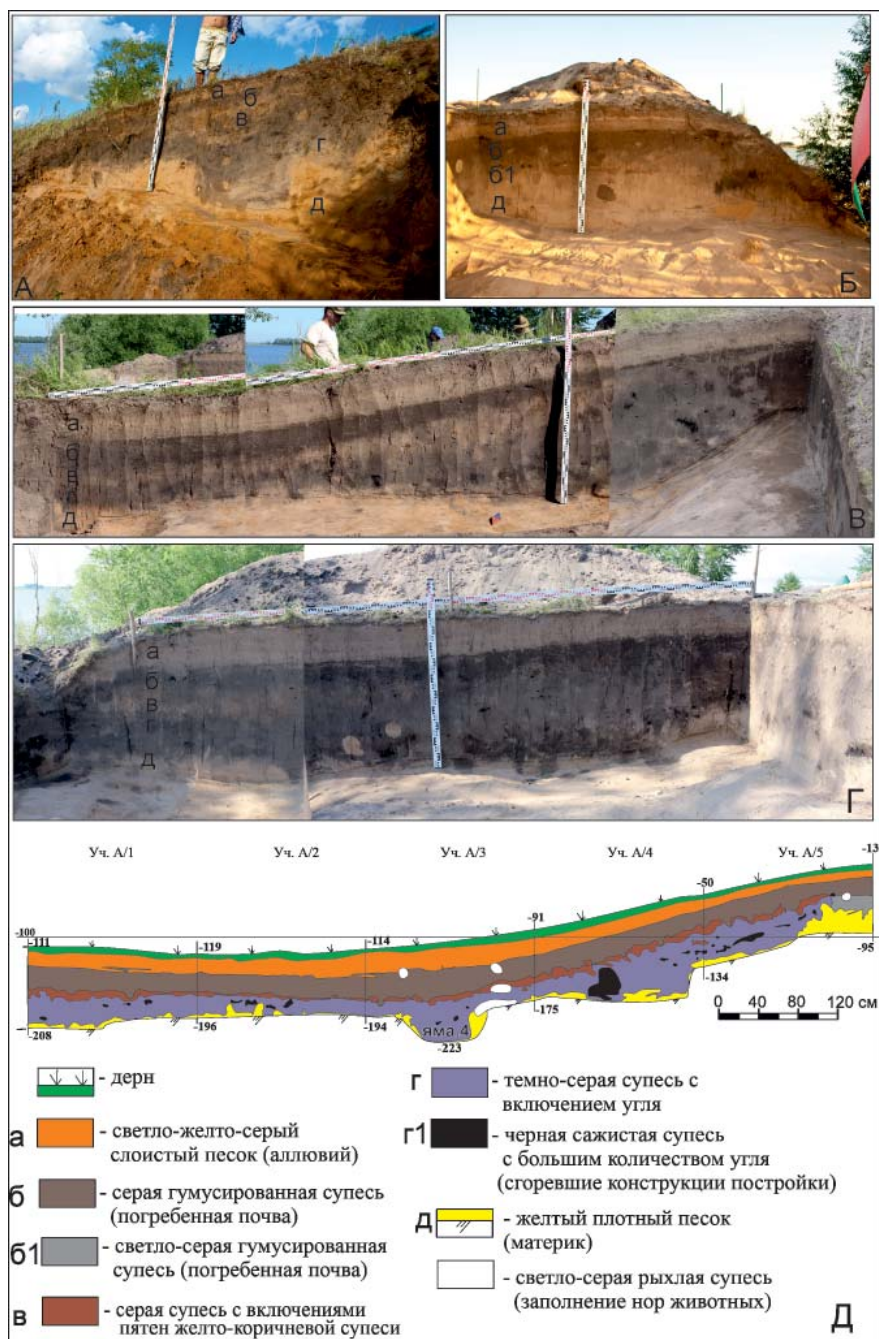 а
б
в
г
д
А
а
б
б1
д
Б
а
б
в
г
д
В
а
б
в
г
д
Г
Уч. А/1 Уч. А/2 Уч. А/3 Уч. А/4 Уч. А/5
-13
-50
-91
-100
-111
-119
-114
-95
-134
-175
0 40 80 120 см
-208
-196
-194
яма 4
-223
- дерн
а - светло-желто-серый
слоистый песок (аллювий)
б - серая гумусированная супесь
(погребенная почва)
б1 - светло-серая гумусированная
супесь (погребенная почва)
в - серая супесь с включениями
пятен желто-коричневой супеси
г - темно-серая супесь с
включением угля
г1 - черная сажистая супесь
с большим количеством угля
(сгоревшие конструкции постройки)
д - желтый плотный песок
(материк)
- светло-серая рыхлая супесь
(заполнение нор животных)
Д